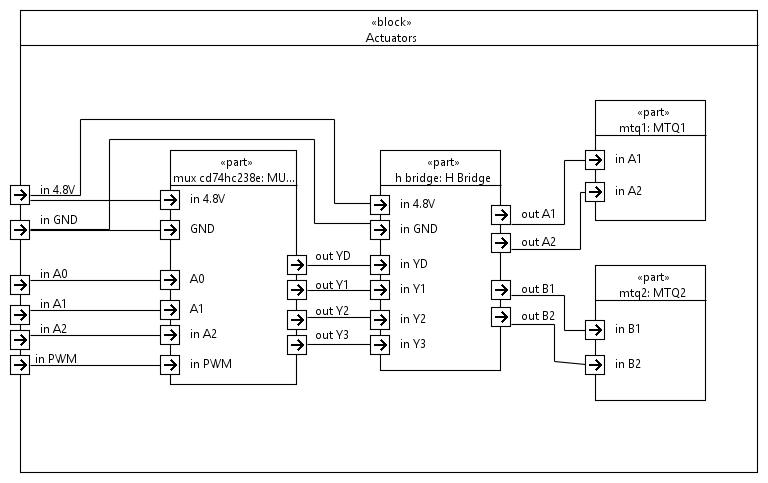 «block»
Actuators
«part»
mtq1: MTQ1
in A1
in A2
«part»
mux cd74hc238e: MU...
in 4.8V
GND
A0
A1
in A2
in PWM
out YD
out Y1
out Y2
out Y3
«part»
h bridge: H Bridge
in 4.8V
in GND
in YD
in Y1
in Y2
in Y3
out A1
out A2
out B1
out B2
in 4.8V
in GND
in A0
in A1
in A2
in PWM
«part»
mtq2: MTQ2
in B1
in B2